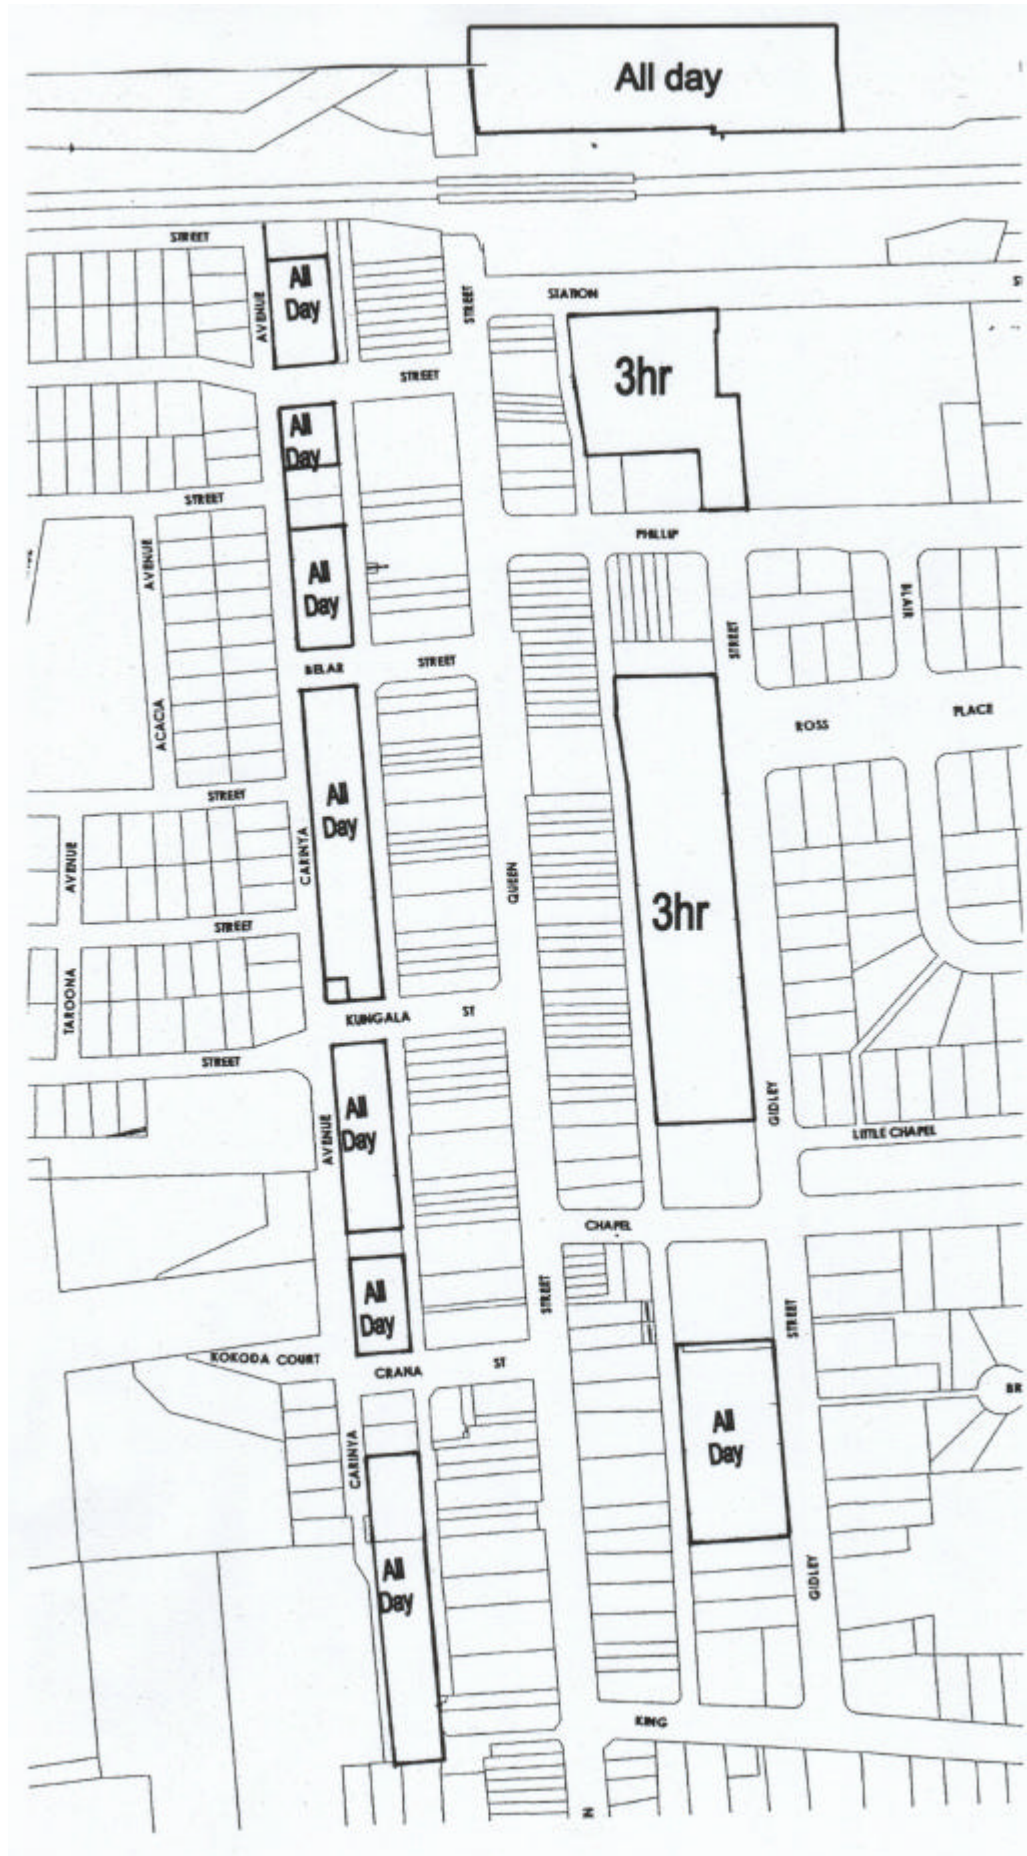 All day
STREET
All
Day
AVENUE
STREET
STATION
3hr
STREET
All
Day
STREET
PHILLIP
AVENUE
All
Day
BLAIR
STREET
BELAR
STREET
ACACIA
ROSS
PLACE
STREET
All
Day
CARINYA
AVENUE
QUEEN
3hr
STREET
TAROONA
KUNGALA
ST
STREET
All
Day
AVENUE
GIDLEY
LITTLE CHAPEL
CHAPEL
All
Day
STREET
STREET
KOKODA COURT
CRANA
ST
BR
All
Day
CARINYA
All
Day
GIDLEY
KING